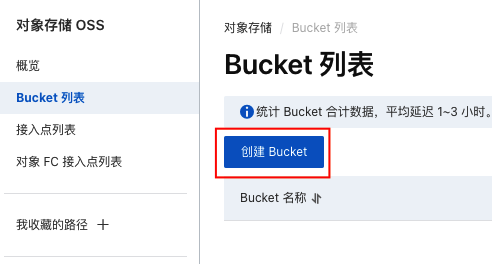 对象存储 OSS
概览
Bucket 列表
接入点列表
对象 FC 接入点列表
我收藏的路径
对象存储 / Bucket 列表
Bucket 列表
统计 Bucket 合计数据，平均延迟 1~3 小时。
创建 Bucket
Bucket 名称